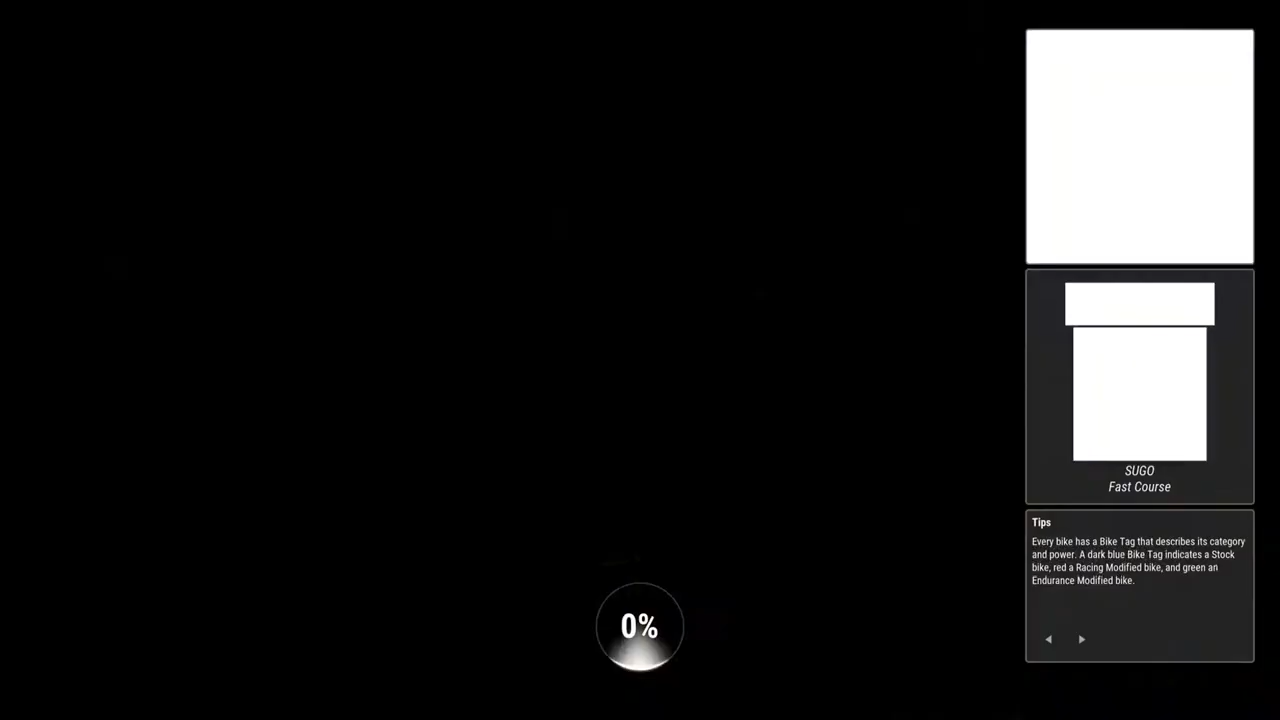 SUGO
Fast Course
Tips
Every bike has a Bike Tag that describes its category
and power. A dark blue Bike Tag indicates a Stock
bike, red a Racing Modified bike, and green an
Endurance Modified bike.
0%